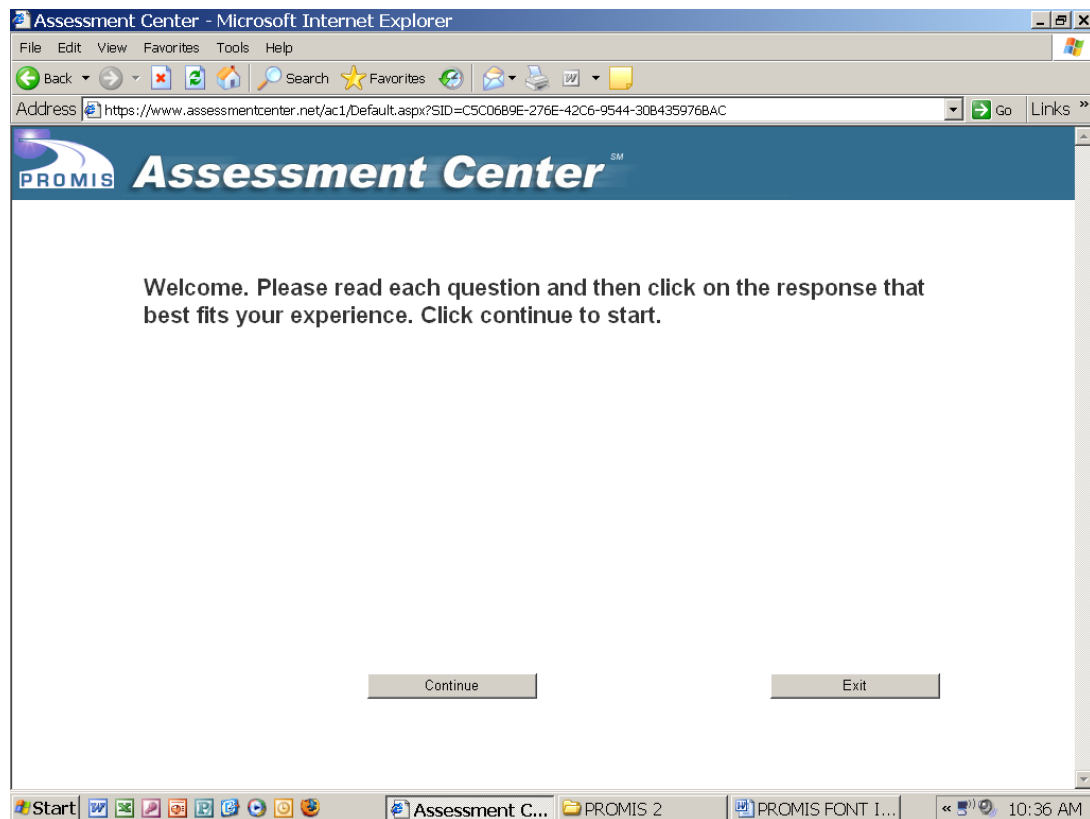 Assessment Center - Microsoft Internet Explorer
File Edit View Favorites Tools Help
Back Search Favorites
Address https://www.assessmentcenter.net/ac1/Default.aspx?SID=C5C06B9E-276E-42C6-9544-30B435976BAC Go Links »
PROMIS Assessment Center SM
Welcome. Please read each question and then click on the response that
best fits your experience. Click continue to start.
Continue Exit
Start Assessment C... PROMIS 2 PROMIS FONT I... « 10:36 AM